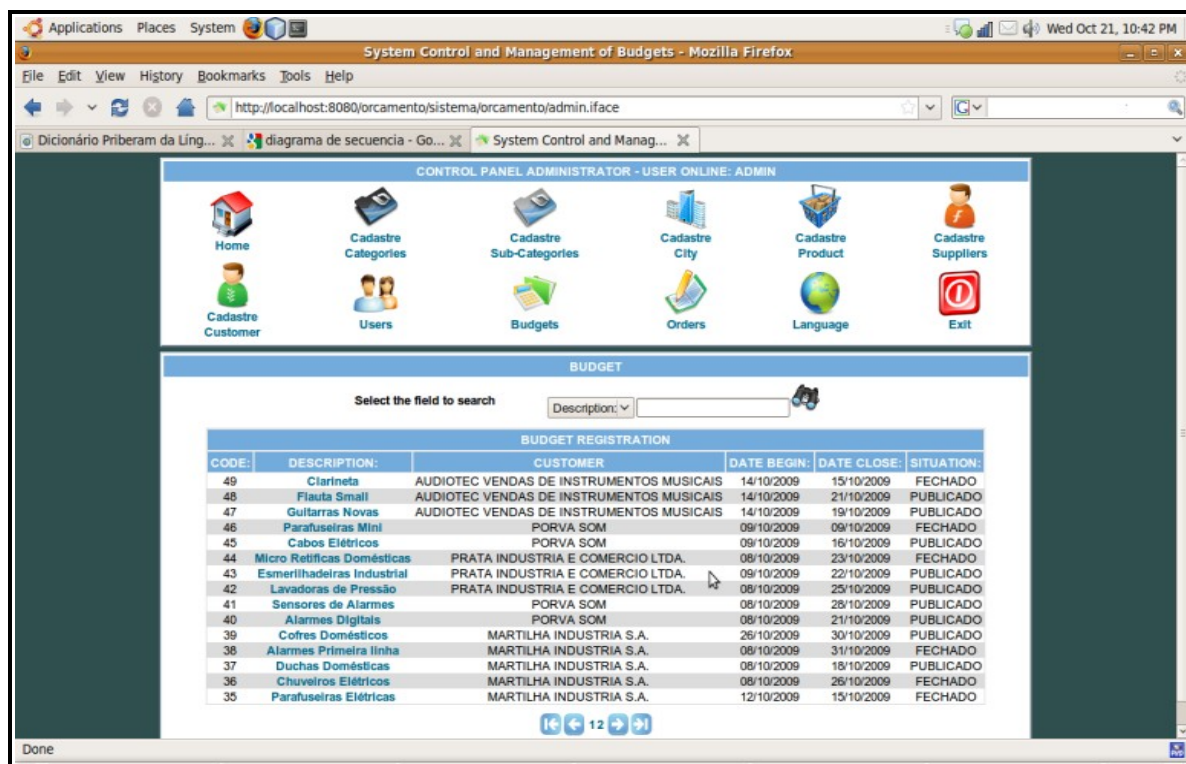 Applications Places System Wed Oct 21, 10:42 PM
System Control and Management of Budgets - Mozilla Firefox
File Edit View History Bookmarks Tools Help
http://localhost:8080/orcamento/sistema/orcamento/admin.iface
Dicionário Priberam da Líng... diagrama de secuencia - Go... System Control and Manag...
CONTROL PANEL ADMINISTRATOR - USER ONLINE: ADMIN
Home
Cadastre Categories
Cadastre Sub-Categories
Cadastre City
Cadastre Product
Cadastre Suppliers
Cadastre Customer
Users
Budgets
Orders
Language
Exit
BUDGET
Select the field to search Description:
BUDGET REGISTRATION
CODE: DESCRIPTION: CUSTOMER DATE BEGIN: DATE CLOSE: SITUATION:
49 Clarineta AUDIOTEC VENDAS DE INSTRUMENTOS MUSICAIS 14/10/2009 15/10/2009 FECHADO
48 Flauta Small AUDIOTEC VENDAS DE INSTRUMENTOS MUSICAIS 14/10/2009 21/10/2009 PUBLICADO
47 Guitarras Novas AUDIOTEC VENDAS DE INSTRUMENTOS MUSICAIS 14/10/2009 19/10/2009 PUBLICADO
46 Parafuseiras Mini PORVA SOM 09/10/2009 09/10/2009 FECHADO
45 Cabos Elétricos PORVA SOM 09/10/2009 16/10/2009 PUBLICADO
44 Micro Retificas Domésticas PRATA INDUSTRIA E COMERCIO LTDA. 08/10/2009 23/10/2009 FECHADO
43 Esmerilhadeiras Industrial PRATA INDUSTRIA E COMERCIO LTDA. 09/10/2009 22/10/2009 PUBLICADO
42 Lavadoras de Pressão PRATA INDUSTRIA E COMERCIO LTDA. 08/10/2009 25/10/2009 PUBLICADO
41 Sensores de Alarmes PORVA SOM 08/10/2009 28/10/2009 PUBLICADO
40 Alarmes Digitais PORVA SOM 08/10/2009 21/10/2009 PUBLICADO
39 Cofres Domésticos MARTILHA INDUSTRIA S.A. 26/10/2009 30/10/2009 PUBLICADO
38 Alarmes Primeira linha MARTILHA INDUSTRIA S.A. 08/10/2009 31/10/2009 FECHADO
37 Duchas Domésticas MARTILHA INDUSTRIA S.A. 08/10/2009 18/10/2009 PUBLICADO
36 Chuveiros Elétricos MARTILHA INDUSTRIA S.A. 08/10/2009 26/10/2009 FECHADO
35 Parafuseiras Elétricas MARTILHA INDUSTRIA S.A. 12/10/2009 15/10/2009 FECHADO
1 2
Done